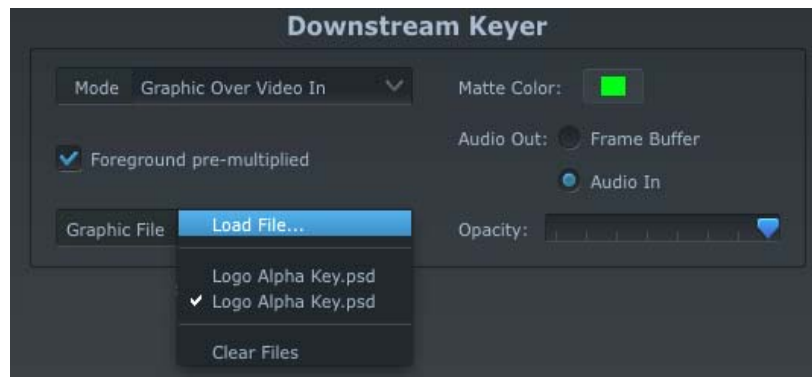 Downstream Keyer
Mode Graphic Over Video In
Matte Color:
Foreground pre-multiplied
Audio Out: Frame Buffer
Audio In
Graphic File
Load File...
Opacity:
Logo Alpha Key.psd
Logo Alpha Key.psd
Clear Files